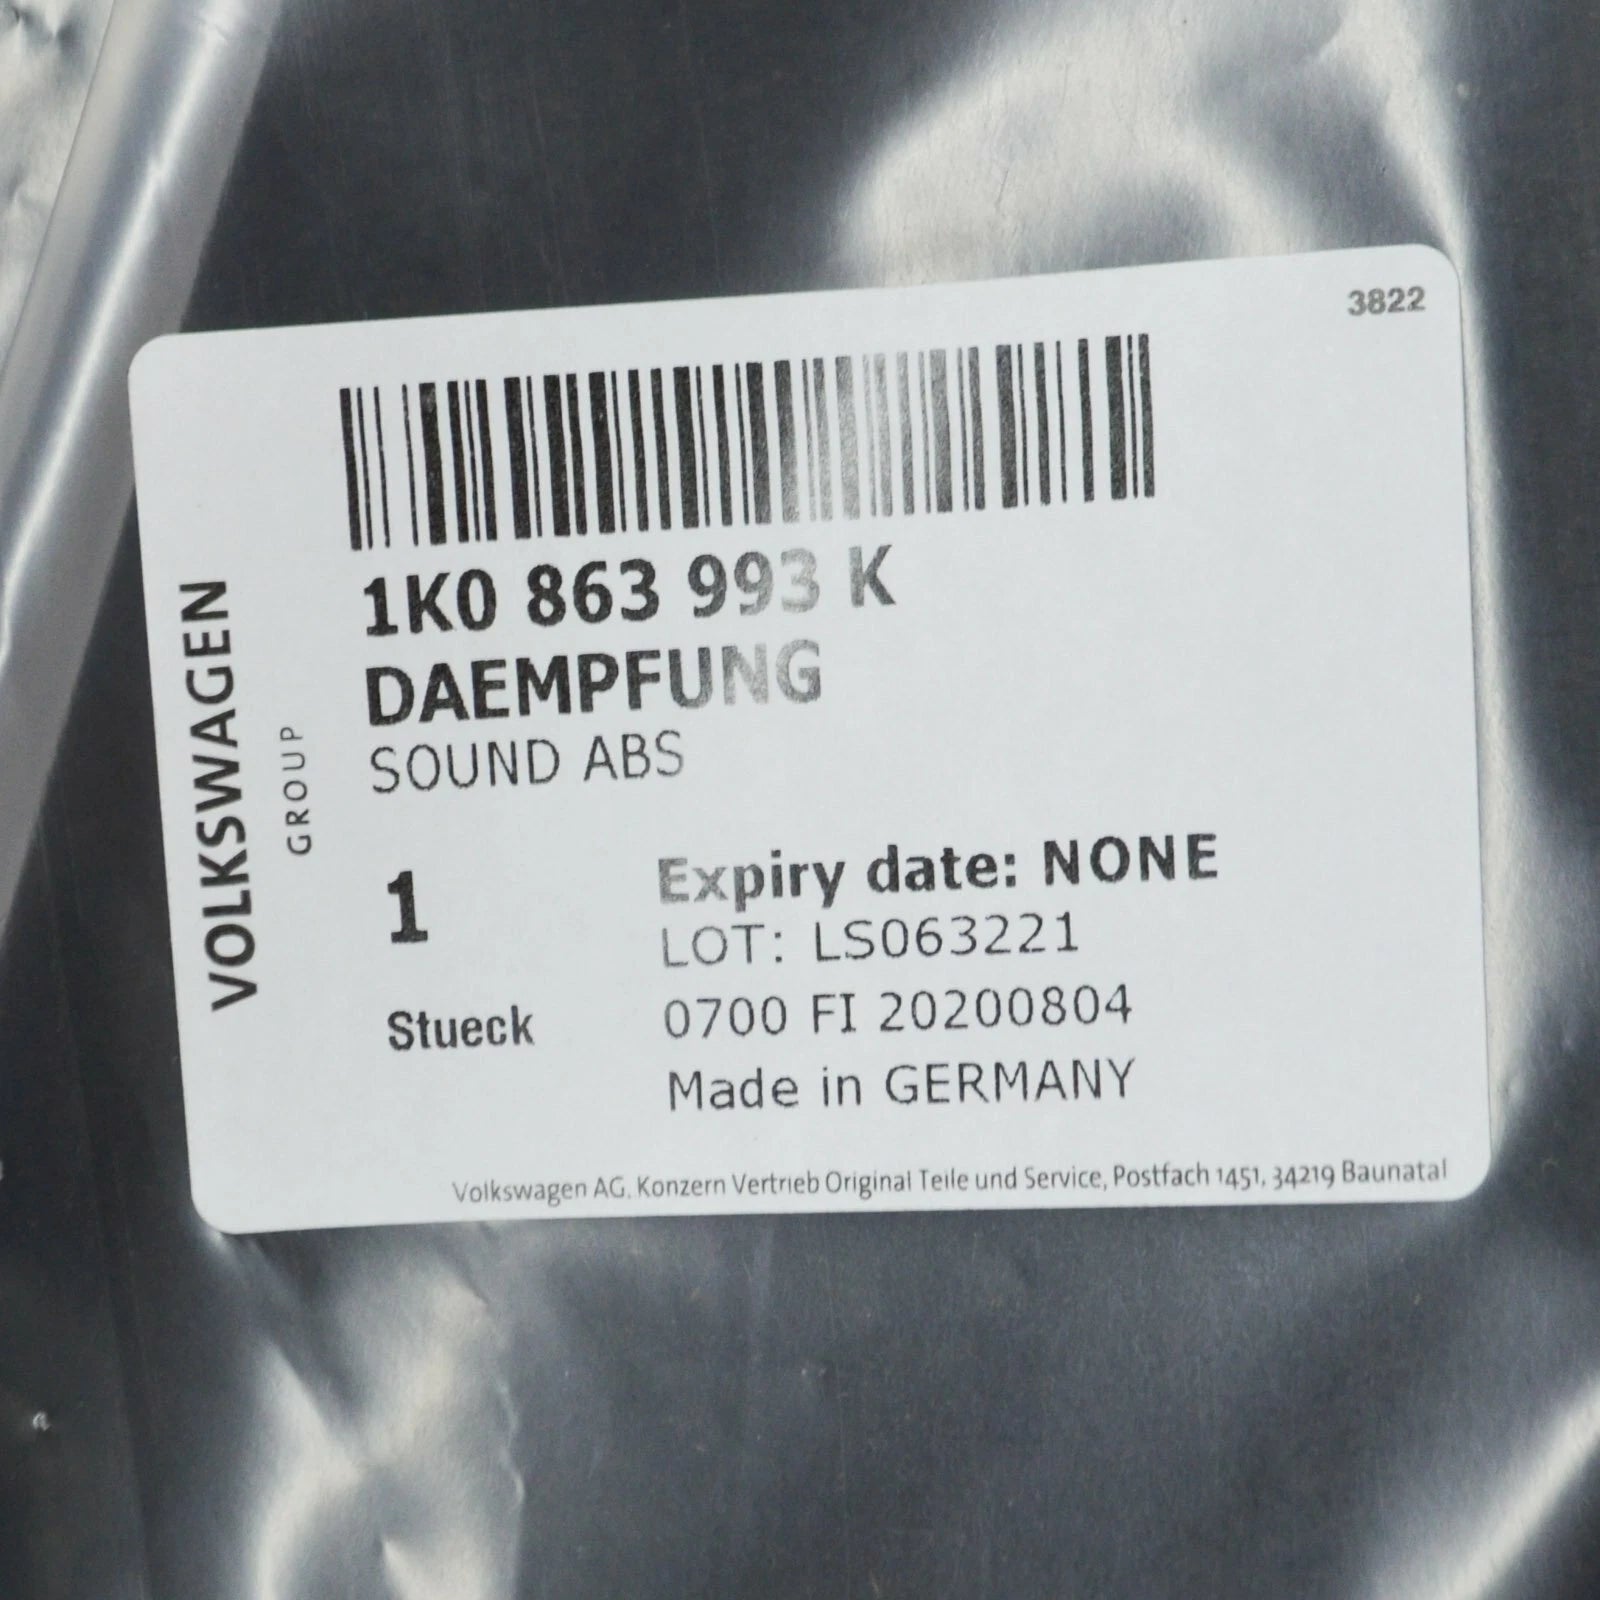 3822
VOLKSWAGEN
GROUP
1K0 863 993 K
DAEMPFUNG
SOUND ABS
1
Stueck
Expiry date: NONE
LOT: LS063221
0700 FI 20200804
Made in GERMANY
Volkswagen AG, Konzern Vertrieb Original Teile und Service, Postfach 1451, 34219 Baunatal